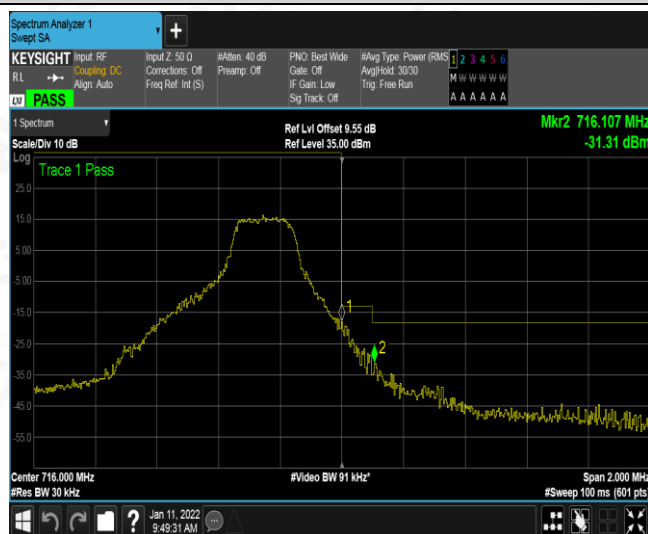 Spectrum Analyzer 1
Swept SA
KEYSIGHT
RL
PASS
Input: RF
Coupling: DC
Align: Auto
Input Z: 50 Ω
Corrections: Off
Freq Ref: Int (S)
#Atten: 40 dB
Preamp: Off
PNO: Best Wide
Gate: Off
IF Gain: Low
Sig Track: Off
#Avg Type: Power (RMS
Avg|Hold: 30/30
Trig: Free Run
1 2 3 4 5 6
M W W W W W
A A A A A A
1 Spectrum
Scale/Div 10 dB
Ref Lvl Offset 9.55 dB
Ref Level 35.00 dBm
Mkr2 716.107 MHz
-31.31 dBm
Log
Trace 1 Pass
25.0
15.0
5.00
-5.00
-15.0
-25.0
-35.0
-45.0
-55.0
1
2
Center 716.000 MHz
#Res BW 30 kHz
#Video BW 91 kHz*
Span 2.000 MHz
#Sweep 100 ms (601 pts)
?
Jan 11, 2022
9:49:31 AM